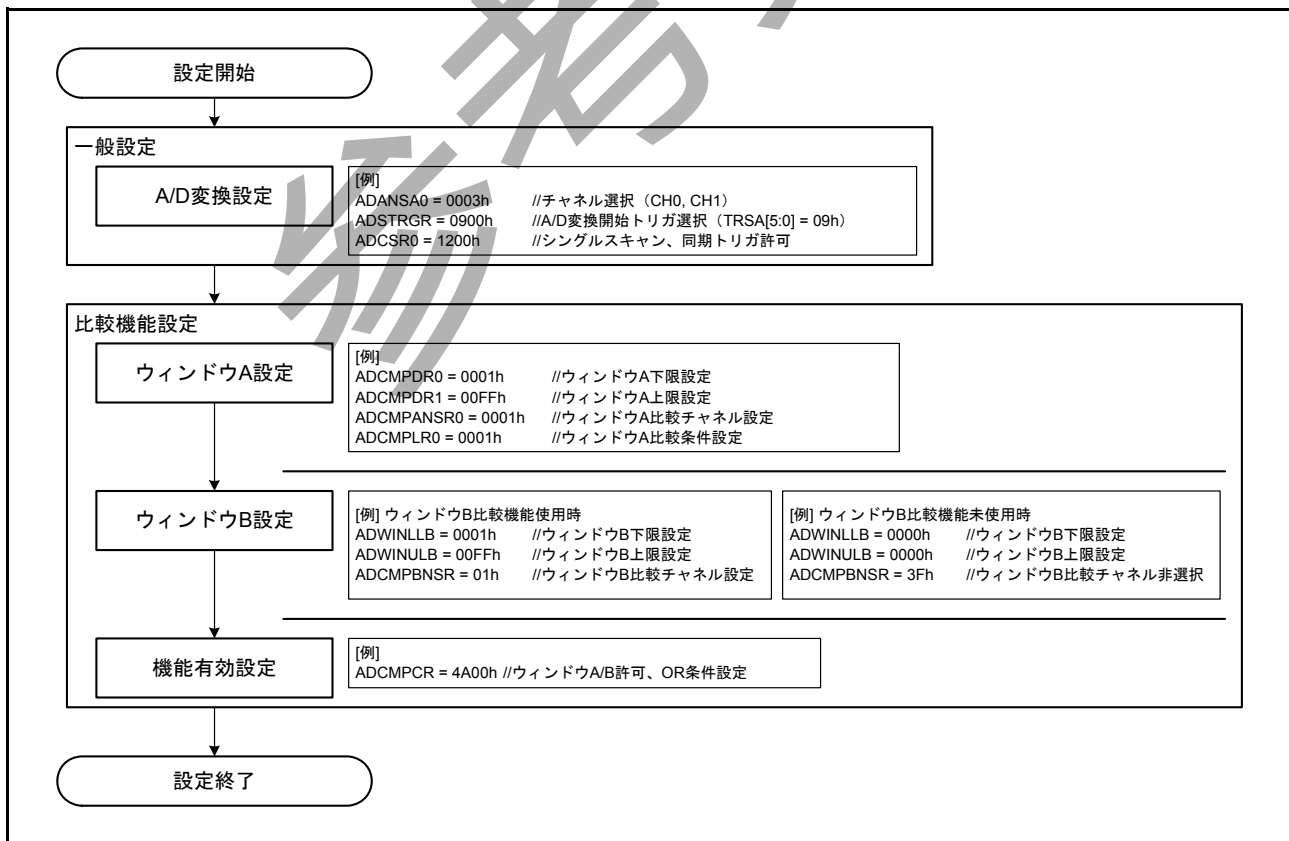 設定開始
一般設定
A/D変換設定
[例]
ADANSA0 = 0003h //チャネル選択（CH0, CH1）
ADSTRGR = 0900h //A/D変換開始トリガ選択（TRSA[5:0] = 09h）
ADCSR0 = 1200h //シングルスキャン、同期トリガ許可
比較機能設定
ウィンドウA設定
[例]
ADCMPDR0 = 0001h //ウィンドウA下限設定
ADCMPDR1 = 00FFh //ウィンドウA上限設定
ADCMPANSR0 = 0001h //ウィンドウA比較チャネル設定
ADCMPLR0 = 0001h //ウィンドウA比較条件設定
ウィンドウB設定
[例] ウィンドウB比較機能使用時
ADWINLLB = 0001h //ウィンドウB下限設定
ADWINULB = 00FFh //ウィンドウB上限設定
ADCMPBNSR = 01h //ウィンドウB比較チャネル設定
[例] ウィンドウB比較機能未使用時
ADWINLLB = 0000h //ウィンドウB下限設定
ADWINULB = 0000h //ウィンドウB上限設定
ADCMPBNSR = 3Fh //ウィンドウB比較チャネル非選択
機能有効設定
[例]
ADCMPCR = 4A00h //ウィンドウA/B許可、OR条件設定
設定終了
参考